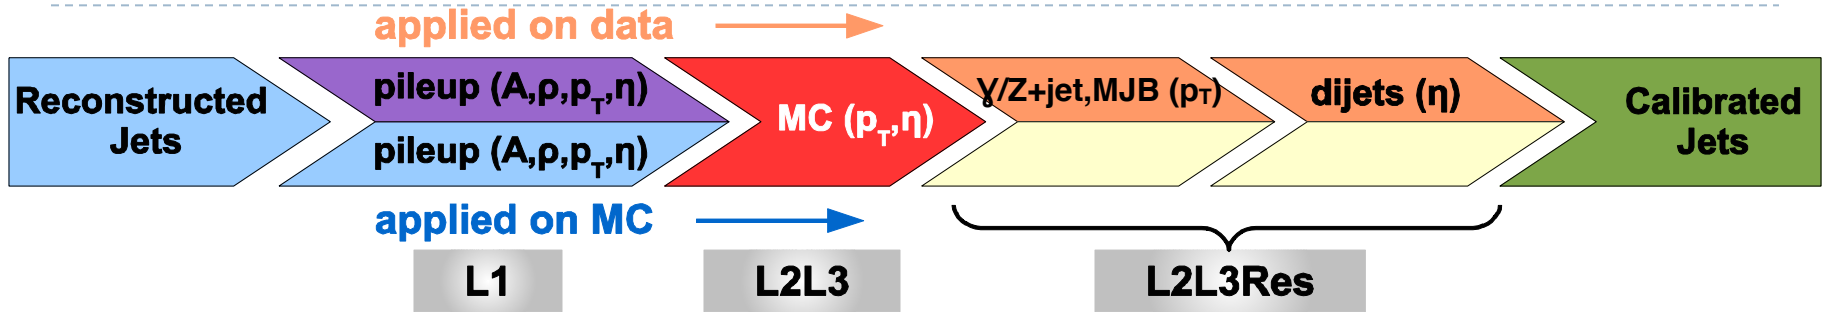 applied on data
Reconstructed
Jets
pileup (A,ρ,pT,η)
pileup (A,ρ,pT,η)
MC (pT,η)
γ/Z+jet,MJB (pT)
dijets (η)
Calibrated
Jets
applied on MC
L1
L2L3
L2L3Res